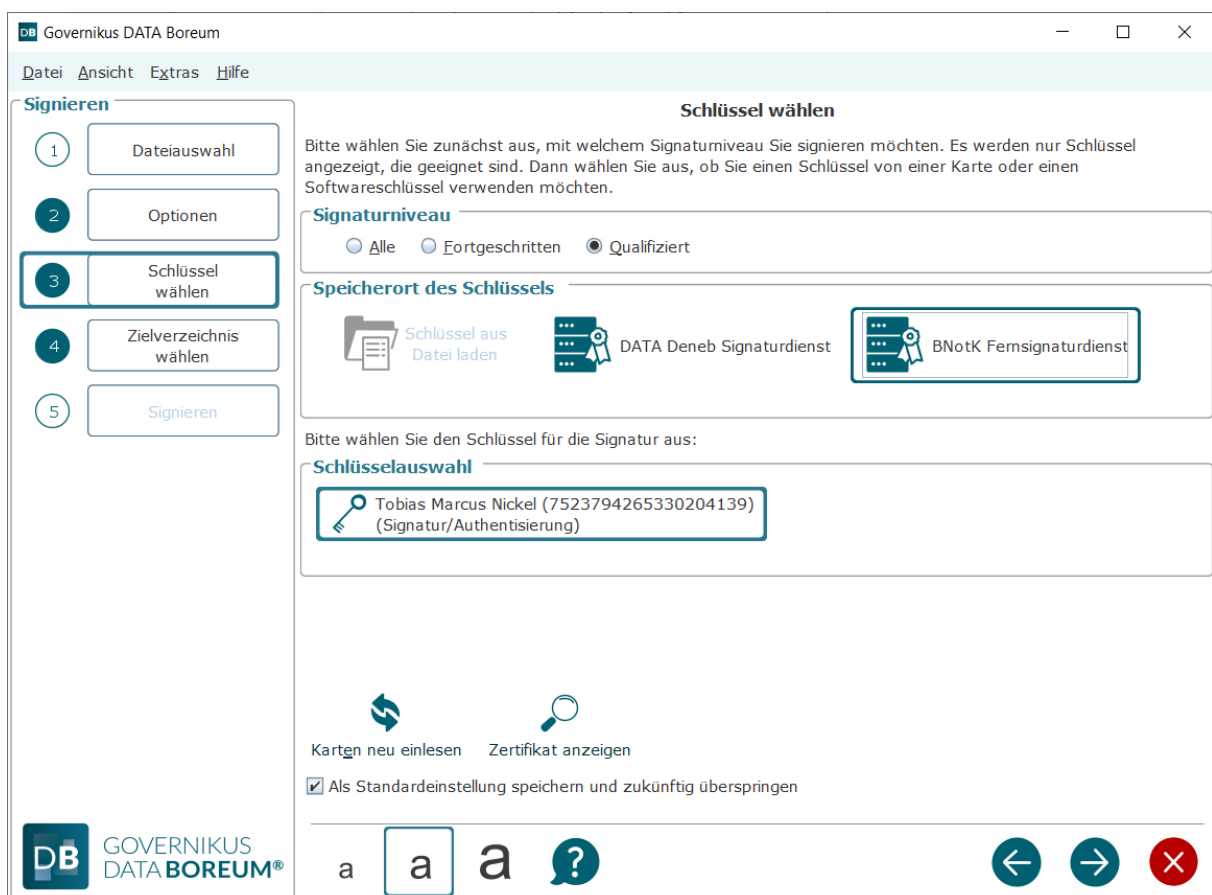 DB Governikus DATA Boreum
Datei Ansicht Extras Hilfe
Signieren
1 Dateiauswahl
2 Optionen
3 Schlüssel
wählen
4 Zielverzeichnis
wählen
5 Signieren
Schlüssel wählen
Bitte wählen Sie zunächst aus, mit welchem Signaturniveau Sie signieren möchten. Es werden nur Schlüssel
angezeigt, die geeignet sind. Dann wählen Sie aus, ob Sie einen Schlüssel von einer Karte oder einen
Softwareschlüssel verwenden möchten.
Signaturniveau
Alle Fortgeschritten Qualifiziert
Speicherort des Schlüssels
Schlüssel aus
Datei laden
DATA Deneb Signaturdienst
BNotK Fernsignaturdienst
Bitte wählen Sie den Schlüssel für die Signatur aus:
Schlüsselauswahl
Tobias Marcus Nickel (7523794265330204139)
(Signatur/Authentisierung)
Karten neu einlesen Zertifikat anzeigen
Als Standardeinstellung speichern und zukünftig überspringen
DB GOVERNIKUS
DATA BOREUM®
a a a ?